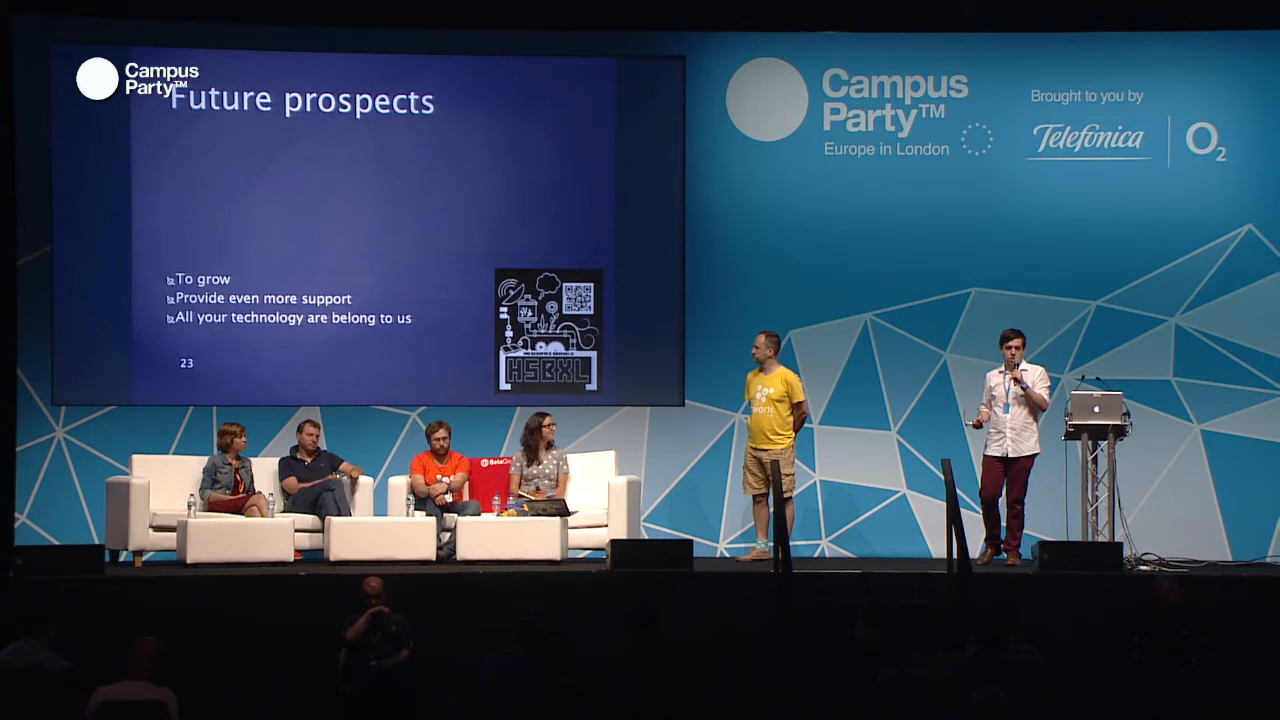 Campus
Party™
Future prospects
To grow
Provide even more support
All your technology are belong to us
23
HSBXL
Campus
Party™
Europe in London
Brought to you by
Telefónica
O2